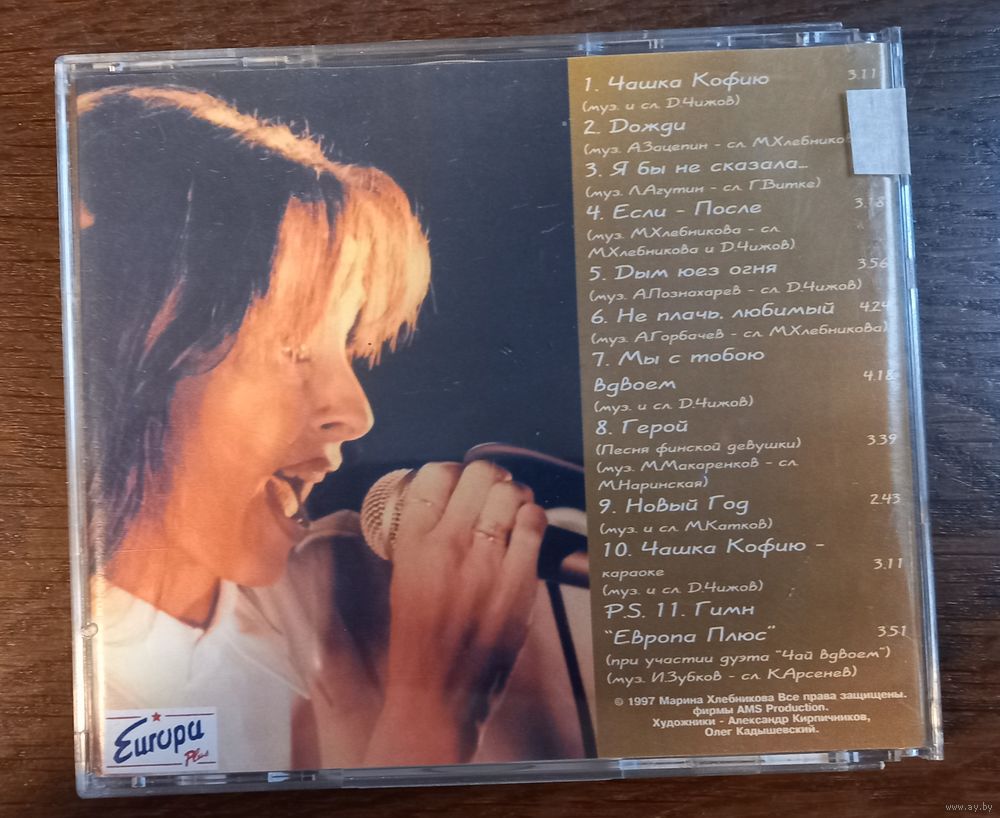 1. Чашка Кофию 3.11
(муз. и сл. Д.Чижов)
2. Дожди
(муз. А.Зацепин - сл.
3. Я бы не сказала...
(муз. Л.Агутин - сл. Г.Витке)
4. Если - После 3.18
(муз. М.Хлебникова - сл.
М.Хлебникова и Д.Чижов)
5. Дым юез огня 3.56
(муз. А.Познахарев - сл. Д.Чижов)
6. Не плачь, любимый 4.24
(муз. А.Горбачев - сл. М.Хлебникова)
7. Мы с тобою
вдвоем 4.18
(муз. и сл. Д.Чижов)
8. Герой
(Песня финской девушки) 3.39
(муз. М.Макаренков - сл.
М.Наринская)
9. Новый Год 2.43
(муз. и сл. М.Катков)
10. Чашка Кофию -
караоке 3.11
(муз. и сл. Д.Чижов)
P.S. 11. Гимн
"Европа Плюс" 3.51
(при участии дуэта "Чай вдвоем")
(муз. И.Зубков - сл. К.Арсенев)
© 1997 Марина Хлебникова Все права защищены.
фирмы AMS Production.
Художники - Александр Кирпичников,
Олег Кадышевский.
Europa
Plus
www.ay.by